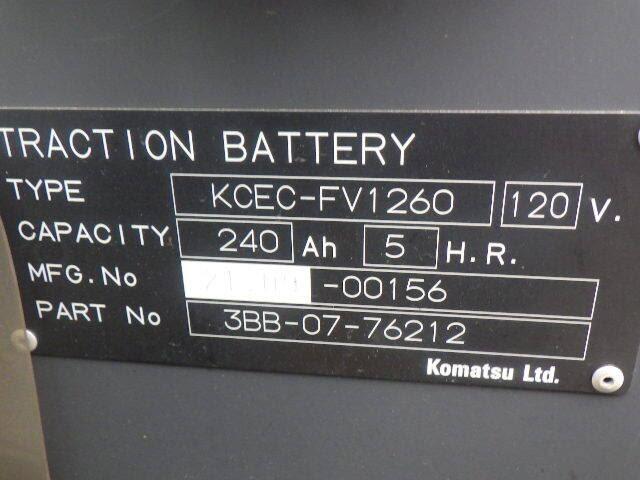 TRACTION BATTERY
TYPE KCEC-FV1260 120 V.
CAPACITY 240 Ah 5 H.R.
MFG.No -00156
PART No 3BB-07-76212
Komatsu Ltd.